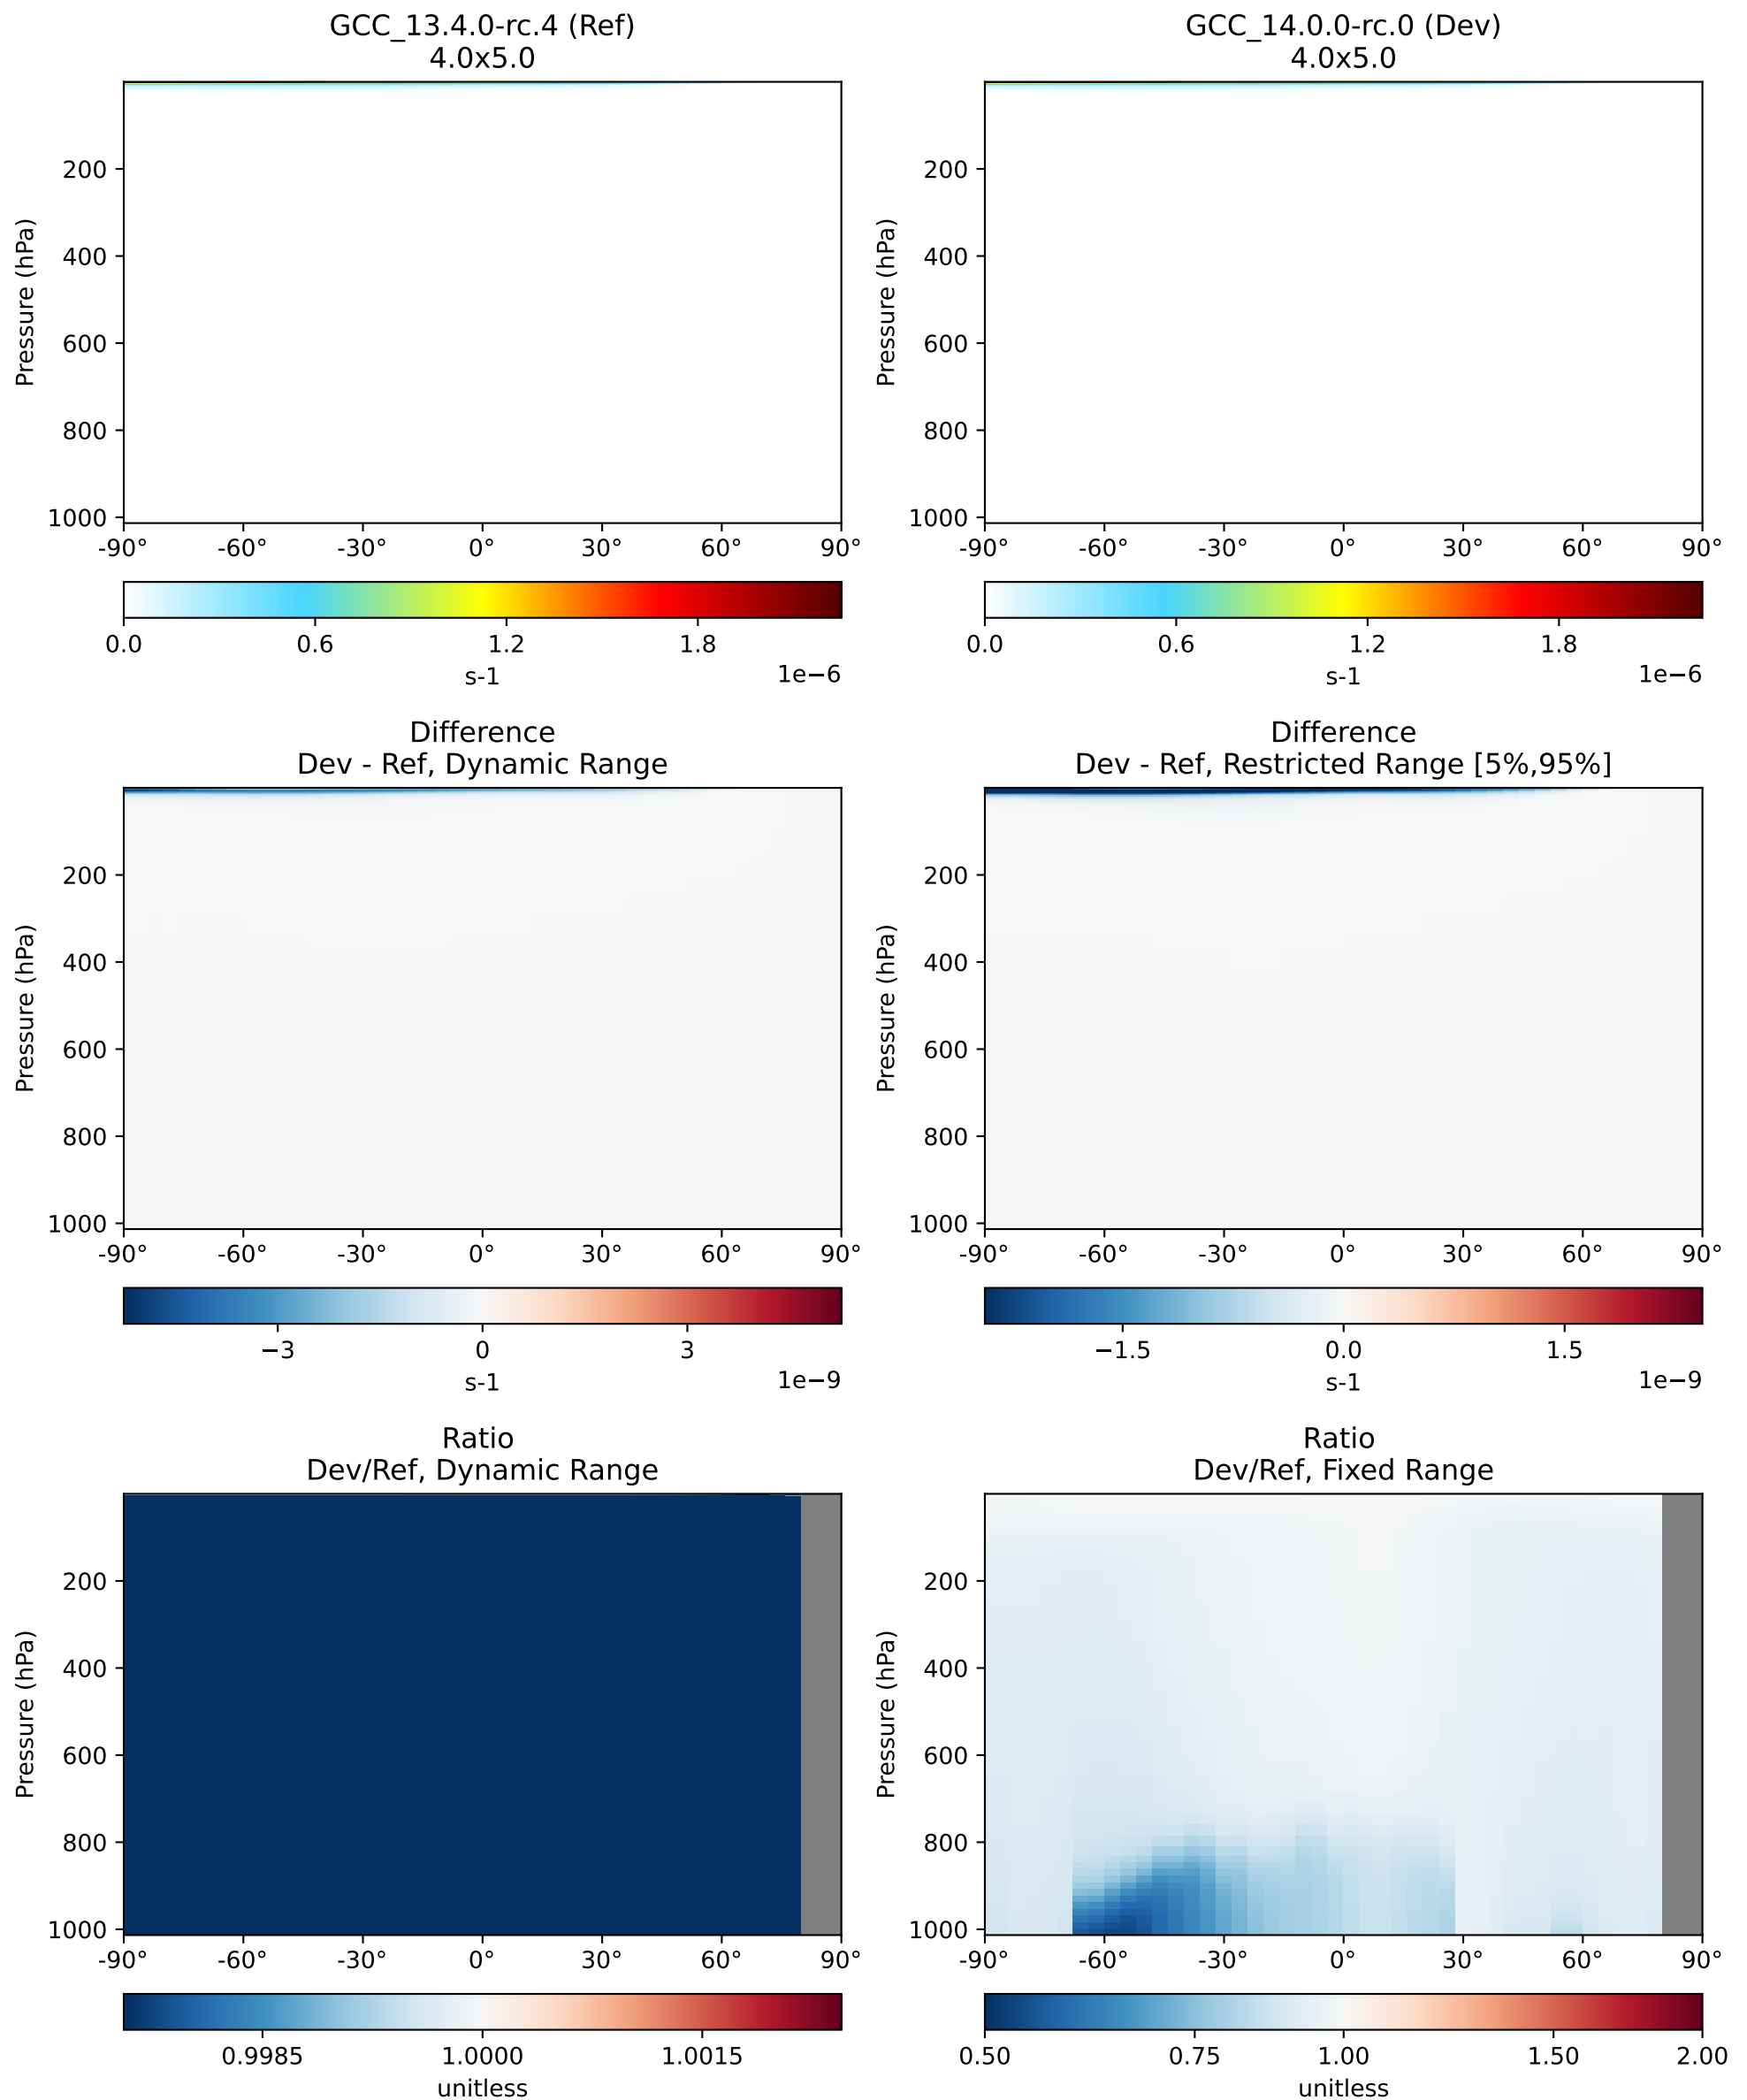 GCC_13.4.0-rc.4 (Ref)
4.0x5.0
Pressure (hPa)
200
400
600
800
1000
-90° -60° -30° 0° 30° 60° 90°
0.0 0.6 1.2 1.8
s-1 1e−6
GCC_14.0.0-rc.0 (Dev)
4.0x5.0
Pressure (hPa)
200
400
600
800
1000
-90° -60° -30° 0° 30° 60° 90°
0.0 0.6 1.2 1.8
s-1 1e−6
Difference
Dev - Ref, Dynamic Range
Pressure (hPa)
200
400
600
800
1000
-90° -60° -30° 0° 30° 60° 90°
−3 0 3
s-1 1e−9
Difference
Dev - Ref, Restricted Range [5%,95%]
Pressure (hPa)
200
400
600
800
1000
-90° -60° -30° 0° 30° 60° 90°
−1.5 0.0 1.5
s-1 1e−9
Ratio
Dev/Ref, Dynamic Range
Pressure (hPa)
200
400
600
800
1000
-90° -60° -30° 0° 30° 60° 90°
0.9985 1.0000 1.0015
unitless
Ratio
Dev/Ref, Fixed Range
Pressure (hPa)
200
400
600
800
1000
-90° -60° -30° 0° 30° 60° 90°
0.50 0.75 1.00 1.50 2.00
unitless